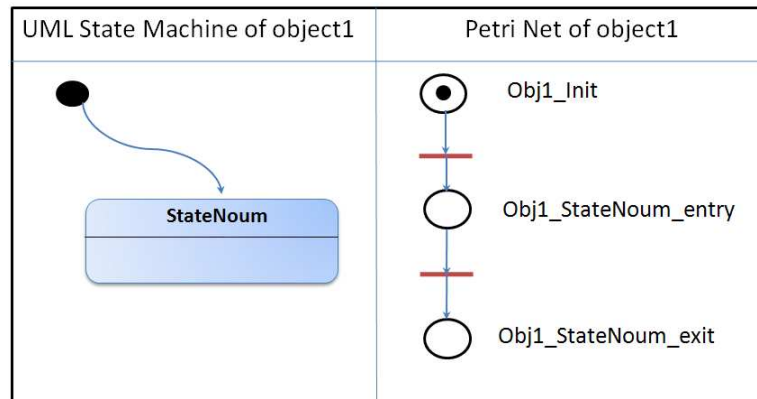 UML State Machine of object1
Petri Net of object1
StateNoum
Obj1_Init
Obj1_StateNoum_entry
Obj1_StateNoum_exit